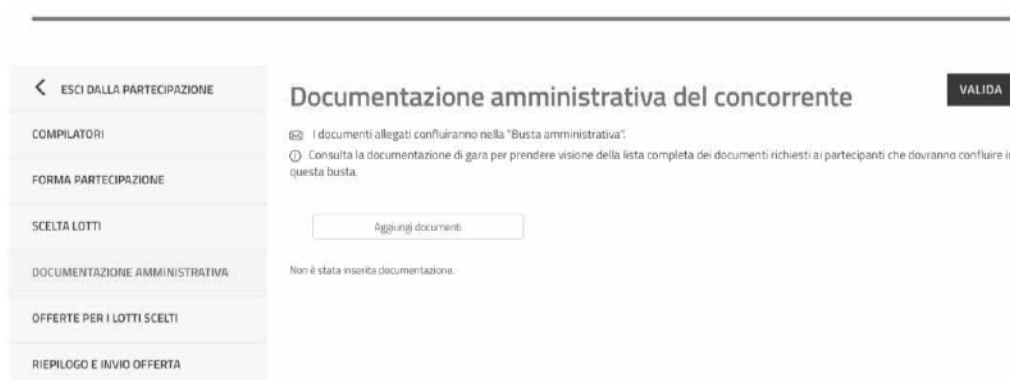 ESCI DALLA PARTECIPAZIONE
COMPILATORI
FORMA PARTECIPAZIONE
SCELTA LOTTI
DOCUMENTAZIONE AMMINISTRATIVA
OFFERTE PER I LOTTI SCELTI
RIEPILOGO E INVIO OFFERTA
Documentazione amministrativa del concorrente
VALIDA
I documenti allegati confluiranno nella "Busta amministrativa".
Consulta la documentazione di gara per prendere visione della lista completa dei documenti richiesti ai partecipanti che dovranno confluire
questa busta.
Aggiungi documenti
Non è stata inserita documentazione.